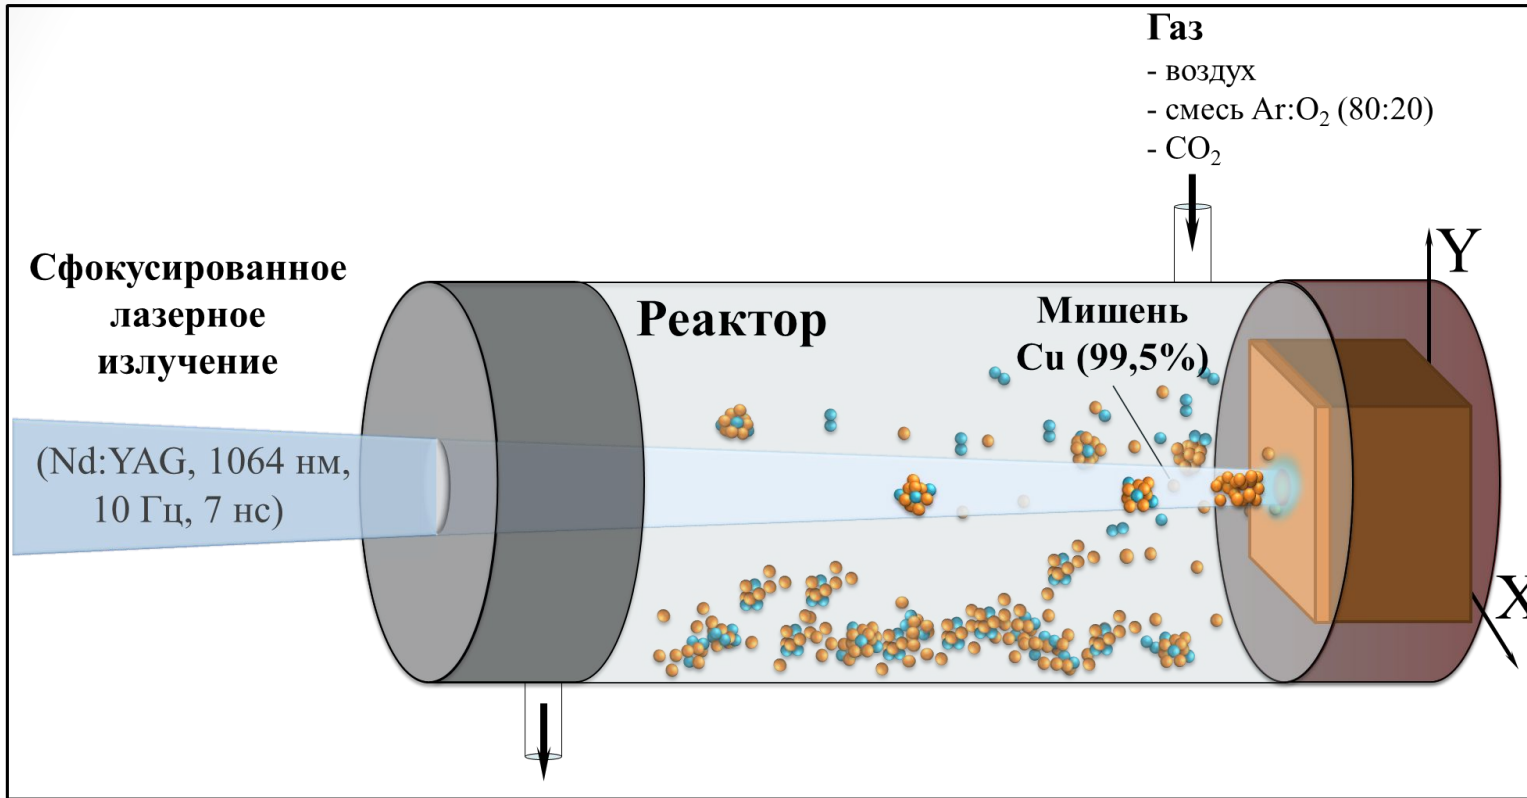 Газ
- воздух
- смесь Ar:O₂ (80:20)
- CO₂
Сфокусированное
лазерное
излучение
(Nd:YAG, 1064 нм,
10 Гц, 7 нс)
Реактор
Мишень
Cu (99,5%)
Y
X